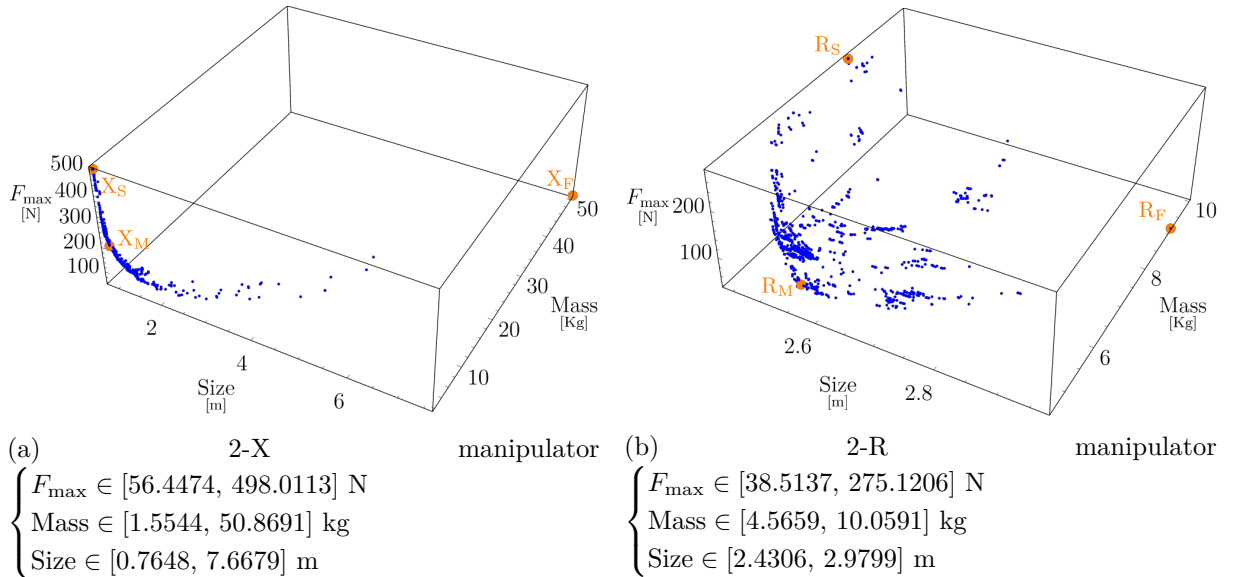 500
400
300
200
100
F_max
[N]
X_S
X_M
X_F
2
4
6
Size
[m]
10
20
30
40
50
Mass
[Kg]
R_S
R_M
R_F
200
100
F_max
[N]
2.6
2.8
Size
[m]
6
8
10
Mass
[Kg]
(a) 2-X manipulator
F_max ∈ [56.4474, 498.0113] N
Mass ∈ [1.5544, 50.8691] kg
Size ∈ [0.7648, 7.6679] m
(b) 2-R manipulator
F_max ∈ [38.5137, 275.1206] N
Mass ∈ [4.5659, 10.0591] kg
Size ∈ [2.4306, 2.9799] m